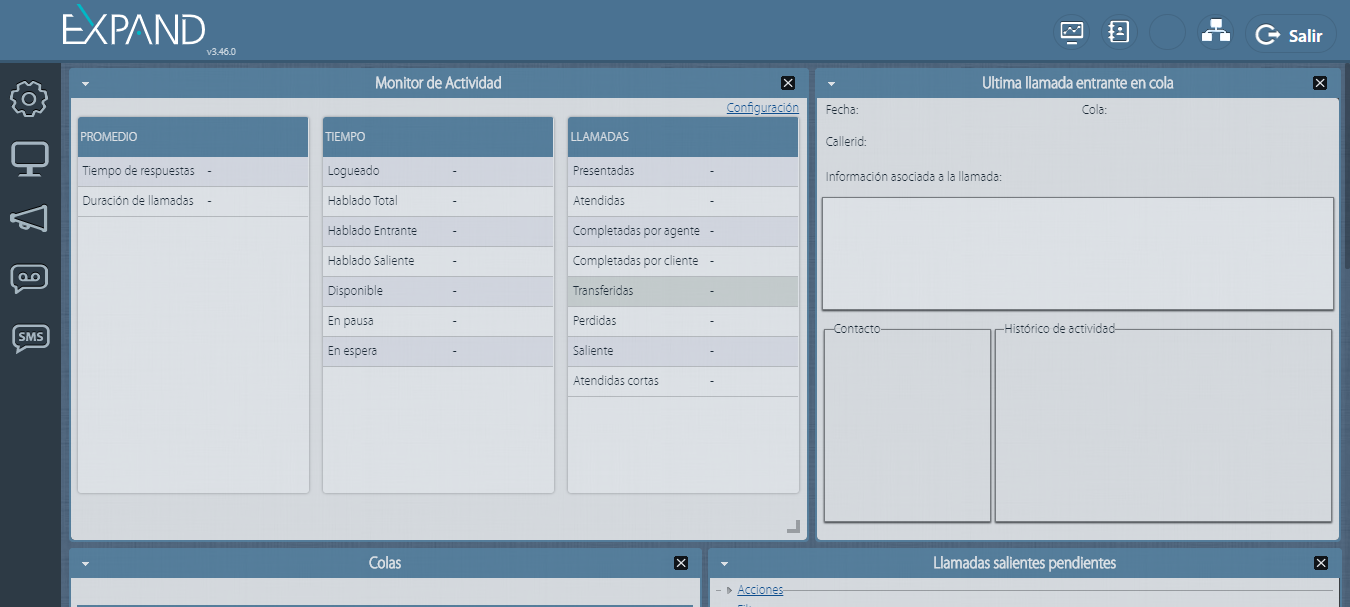 EXPAND
v3.46.0
Salir
SMS
Monitor de Actividad
Configuración
PROMEDIO
Tiempo de respuestas -
Duración de llamadas -
TIEMPO
Logueado -
Hablado Total -
Hablado Entrante -
Hablado Saliente -
Disponible -
En pausa -
En espera -
LLAMADAS
Presentadas -
Atendidas -
Completadas por agente -
Completadas por cliente -
Transferidas -
Perdidas -
Saliente -
Atendidas cortas -
Ultima llamada entrante en cola
Fecha: Cola:
Callerid:
Información asociada a la llamada:
Contacto
Histórico de actividad
Colas
Llamadas salientes pendientes
Acciones